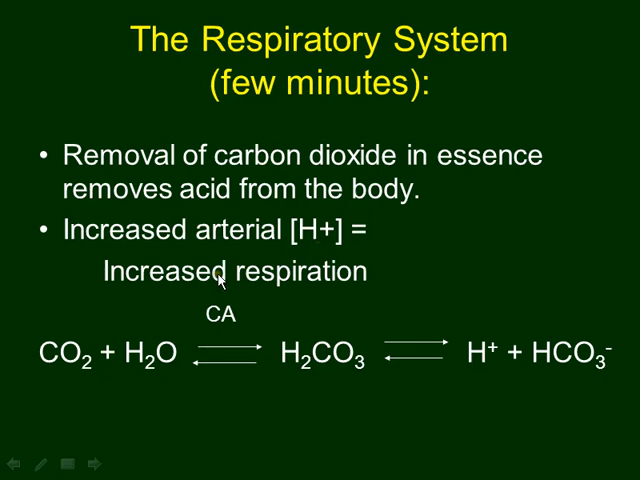 The Respiratory System
(few minutes):
• Removal of carbon dioxide in essence
removes acid from the body.
• Increased arterial [H+] =
Increased respiration
CA
CO₂ + H₂O ⇄ H₂CO₃ ⇄ H⁺ + HCO₃⁻